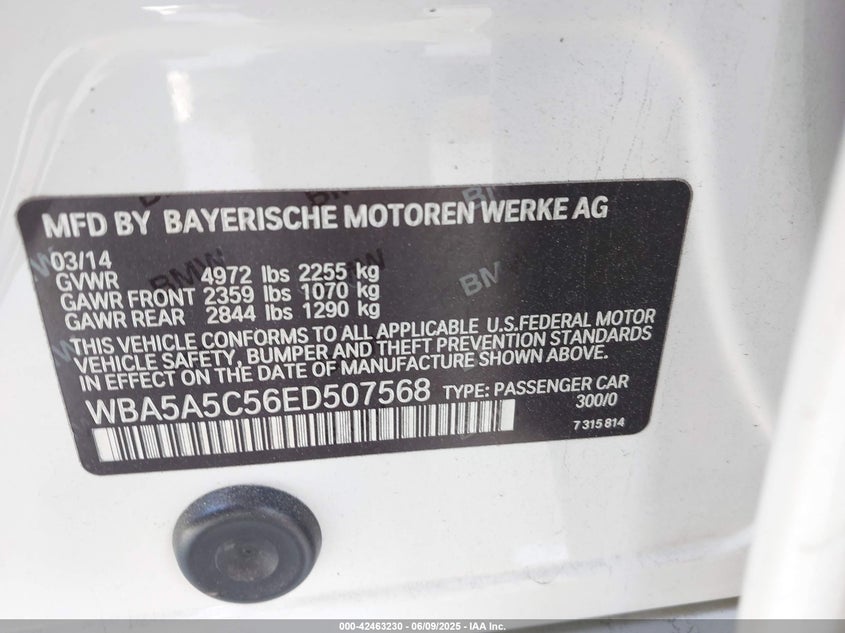 MFD BY BAYERISCHE MOTOREN WERKE AG
03/14
GVWR 4972 lbs 2255 kg
GAWR FRONT 2359 lbs 1070 kg
GAWR REAR 2844 lbs 1290 kg
THIS VEHICLE CONFORMS TO ALL APPLICABLE U.S.FEDERAL MOTOR
VEHICLE SAFETY, BUMPER AND THEFT PREVENTION STANDARDS
IN EFFECT ON THE DATE OF MANUFACTURE SHOWN ABOVE.
WBA5A5C56ED507568 TYPE: PASSENGER CAR
300/0
7 315 814
BMW
BMW
000-42463230 - 06/09/2025 - IAA Inc.